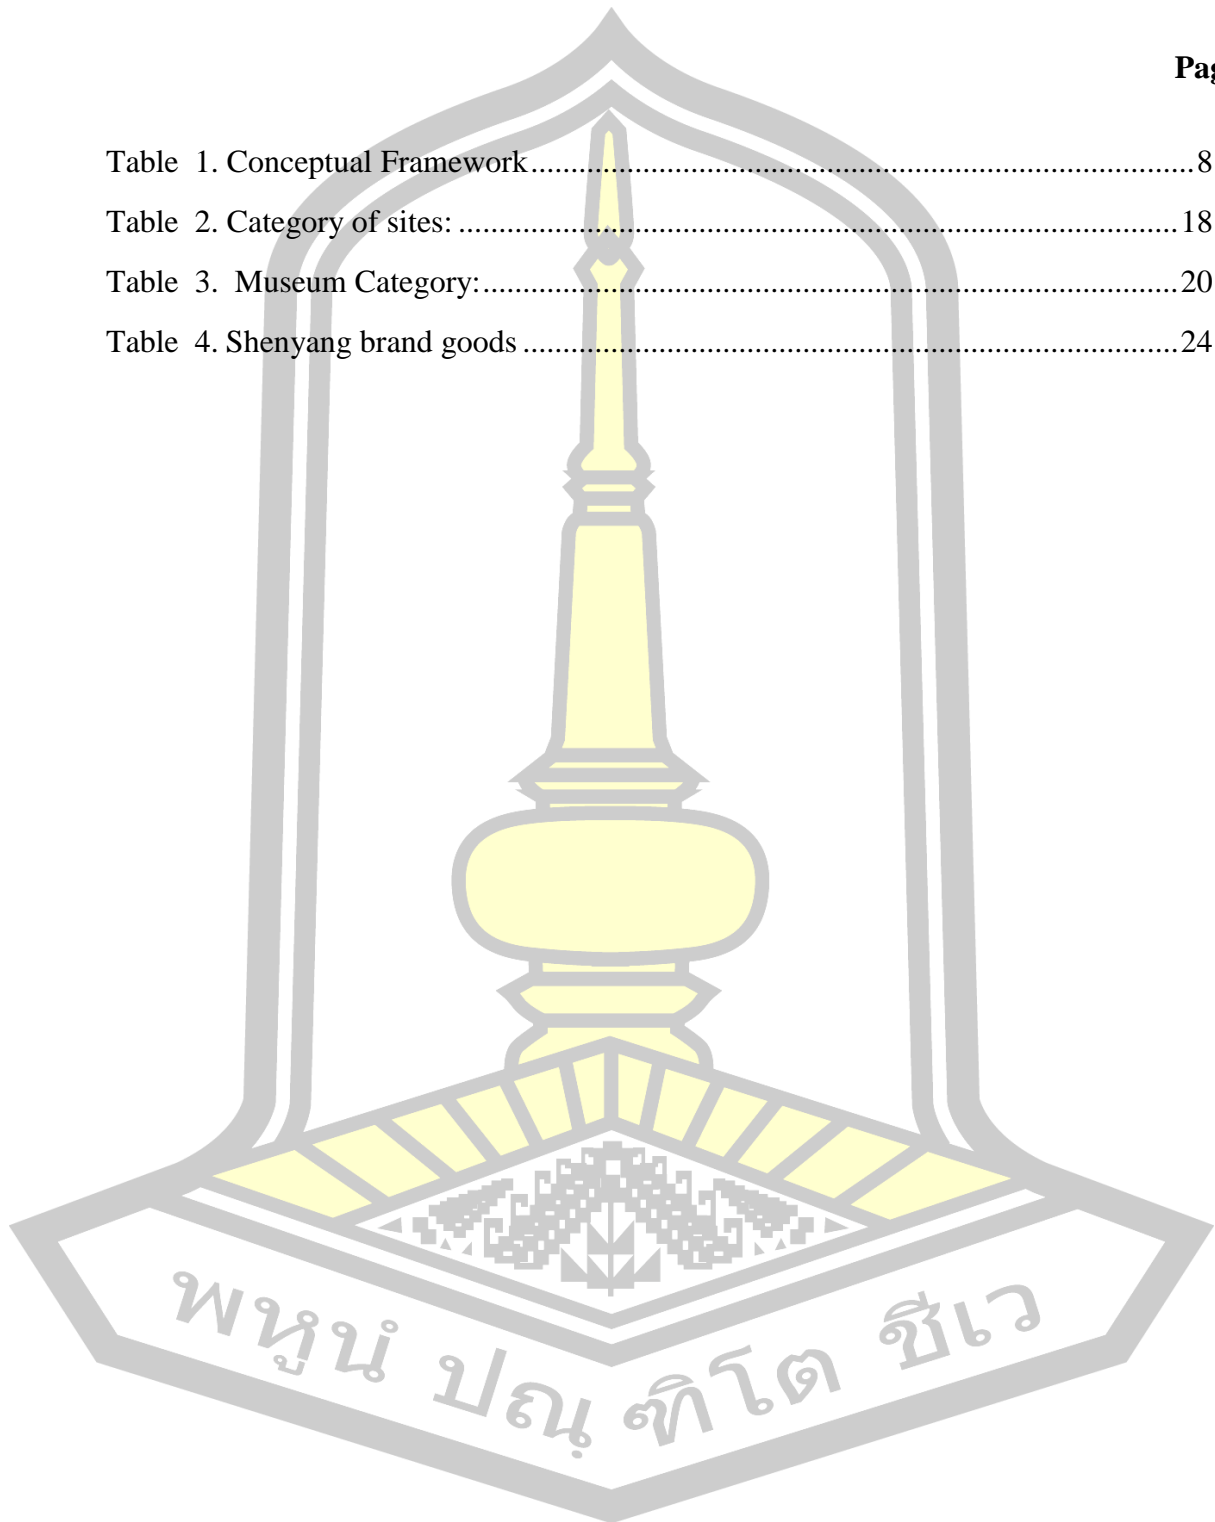 Pag
Table 1. Conceptual Framework....................8
Table 2. Category of sites: ....................18
Table 3. Museum Category:....................20
Table 4. Shenyang brand goods ....................24
พหูนํ ปณฺฑิโต ชีเว